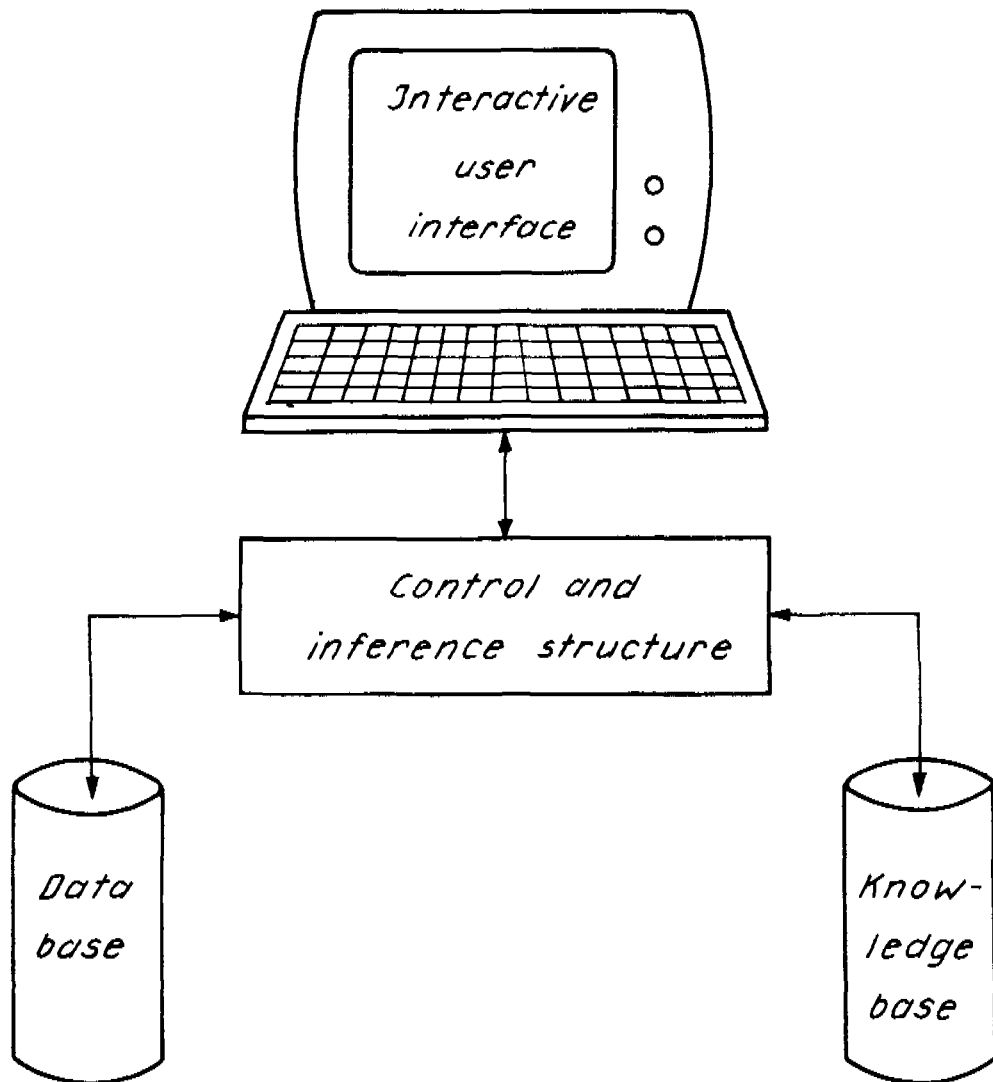 Interactive
user
interface
Control and
inference structure
Data
base
Know-
ledge
base